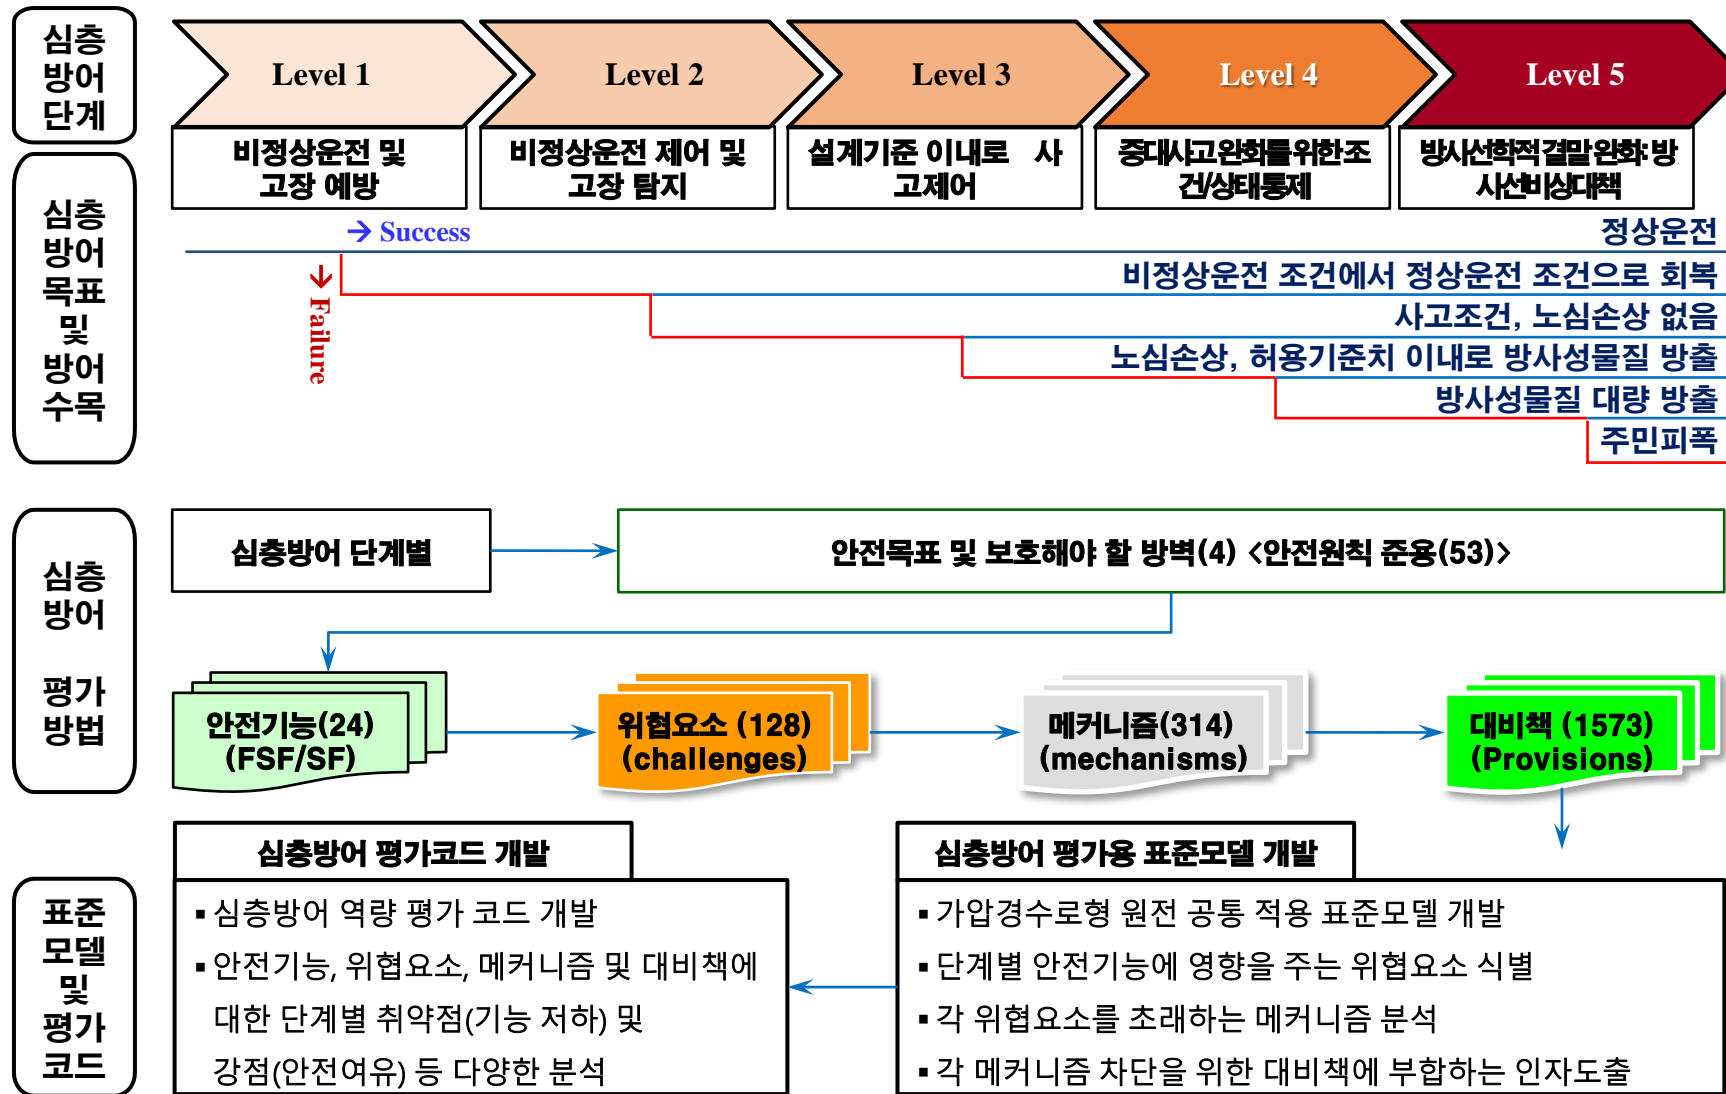 심층
방어
단계
Level 1
Level 2
Level 3
Level 4
Level 5
비정상운전 및
고장 예방
비정상운전 제어 및
고장 탐지
설계기준 이내로 사
고제어
중대사고완화를위한조
건/상태통제
방사선학적결말완화: 방
사선비상대책
심층
방어
목표
및
방어
수목
→ Success
→ Failure
정상운전
비정상운전 조건에서 정상운전 조건으로 회복
사고조건, 노심손상 없음
노심손상, 허용기준치 이내로 방사성물질 방출
방사성물질 대량 방출
주민피폭
심층
방어
평가
방법
심층방어 단계별
안전목표 및 보호해야 할 방벽(4) <안전원칙 준용(53)>
안전기능(24)
(FSF/SF)
위협요소 (128)
(challenges)
메커니즘(314)
(mechanisms)
대비책 (1573)
(Provisions)
표준
모델
및
평가
코드
심층방어 평가코드 개발
▪ 심층방어 역량 평가 코드 개발
▪ 안전기능, 위협요소, 메커니즘 및 대비책에
대한 단계별 취약점(기능 저하) 및
강점(안전여유) 등 다양한 분석
심층방어 평가용 표준모델 개발
▪ 가압경수로형 원전 공통 적용 표준모델 개발
▪ 단계별 안전기능에 영향을 주는 위협요소 식별
▪ 각 위협요소를 초래하는 메커니즘 분석
▪ 각 메커니즘 차단을 위한 대비책에 부합하는 인자도출